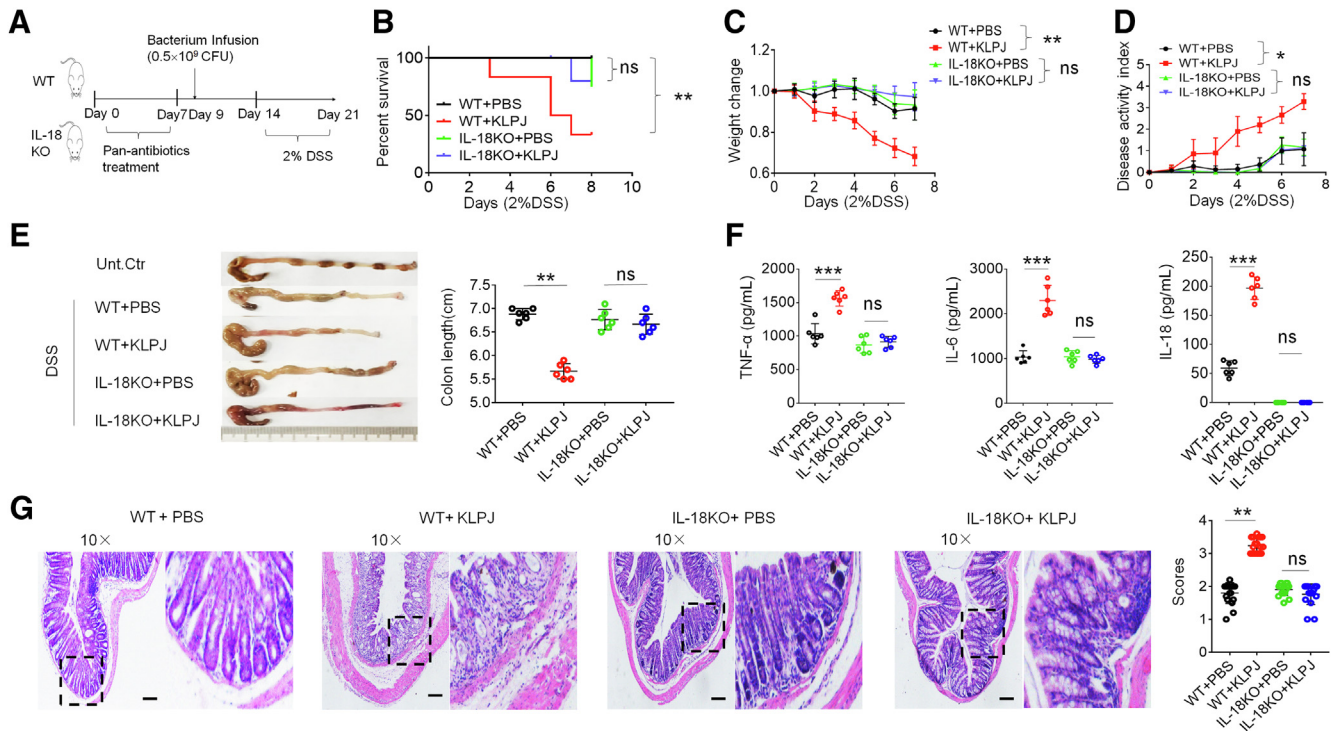 A
Bacterium Infusion
(0.5×10⁹ CFU)
WT
Day 0
Day7
Day 9
Day 14
Day 21
IL-18
KO
Pan-antibiotics
treatment
2% DSS
B
Percent survival
100
50
0
ns
**
WT+PBS
WT+KLPJ
IL-18KO+PBS
IL-18KO+KLPJ
0 2 4 6 8 10
Days (2%DSS)
C
WT+PBS
WT+KLPJ
IL-18KO+PBS
IL-18KO+KLPJ
**
ns
Weight change
1.2
1.0
0.8
0.6
0 2 4 6 8
Days (2%DSS)
D
WT+PBS
WT+KLPJ
IL-18KO+PBS
IL-18KO+KLPJ
*
ns
Disease activity index
5
4
3
2
1
0
0 2 4 6 8
Days (2%DSS)
E
Unt.Ctr
DSS
WT+PBS
WT+KLPJ
IL-18KO+PBS
IL-18KO+KLPJ
Colon length(cm)
7.5
7.0
6.5
6.0
5.5
5.0
**
ns
WT+PBS
WT+KLPJ
IL-18KO+PBS
IL-18KO+KLPJ
F
TNF-α (pg/mL)
2000
1500
1000
500
0
***
ns
WT+PBS
WT+KLPJ
IL-18KO+PBS
IL-18KO+KLPJ
IL-6 (pg/mL)
3000
2000
1000
0
***
ns
WT+PBS
WT+KLPJ
IL-18KO+PBS
IL-18KO+KLPJ
IL-18 (pg/mL)
250
200
150
100
50
0
***
ns
WT+PBS
WT+KLPJ
IL-18KO+PBS
IL-18KO+KLPJ
G
WT + PBS
10×
WT+ KLPJ
10×
IL-18KO+ PBS
10×
IL-18KO+ KLPJ
10×
Scores
5
4
3
2
1
0
**
ns
WT+PBS
WT+KLPJ
IL-18KO+PBS
IL-18KO+KLPJ